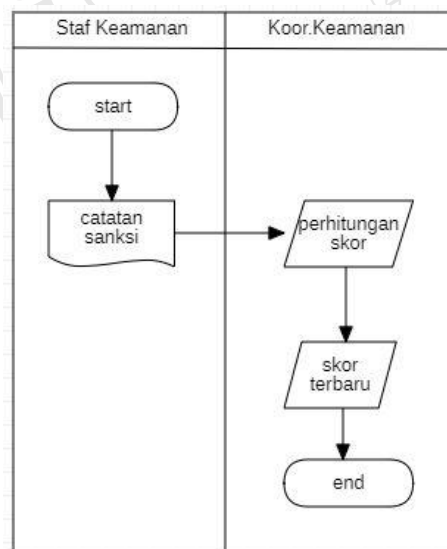 Staf Keamanan
Koor.Keamanan
start
catatan
sanksi
perhitungan
skor
skor
terbaru
end